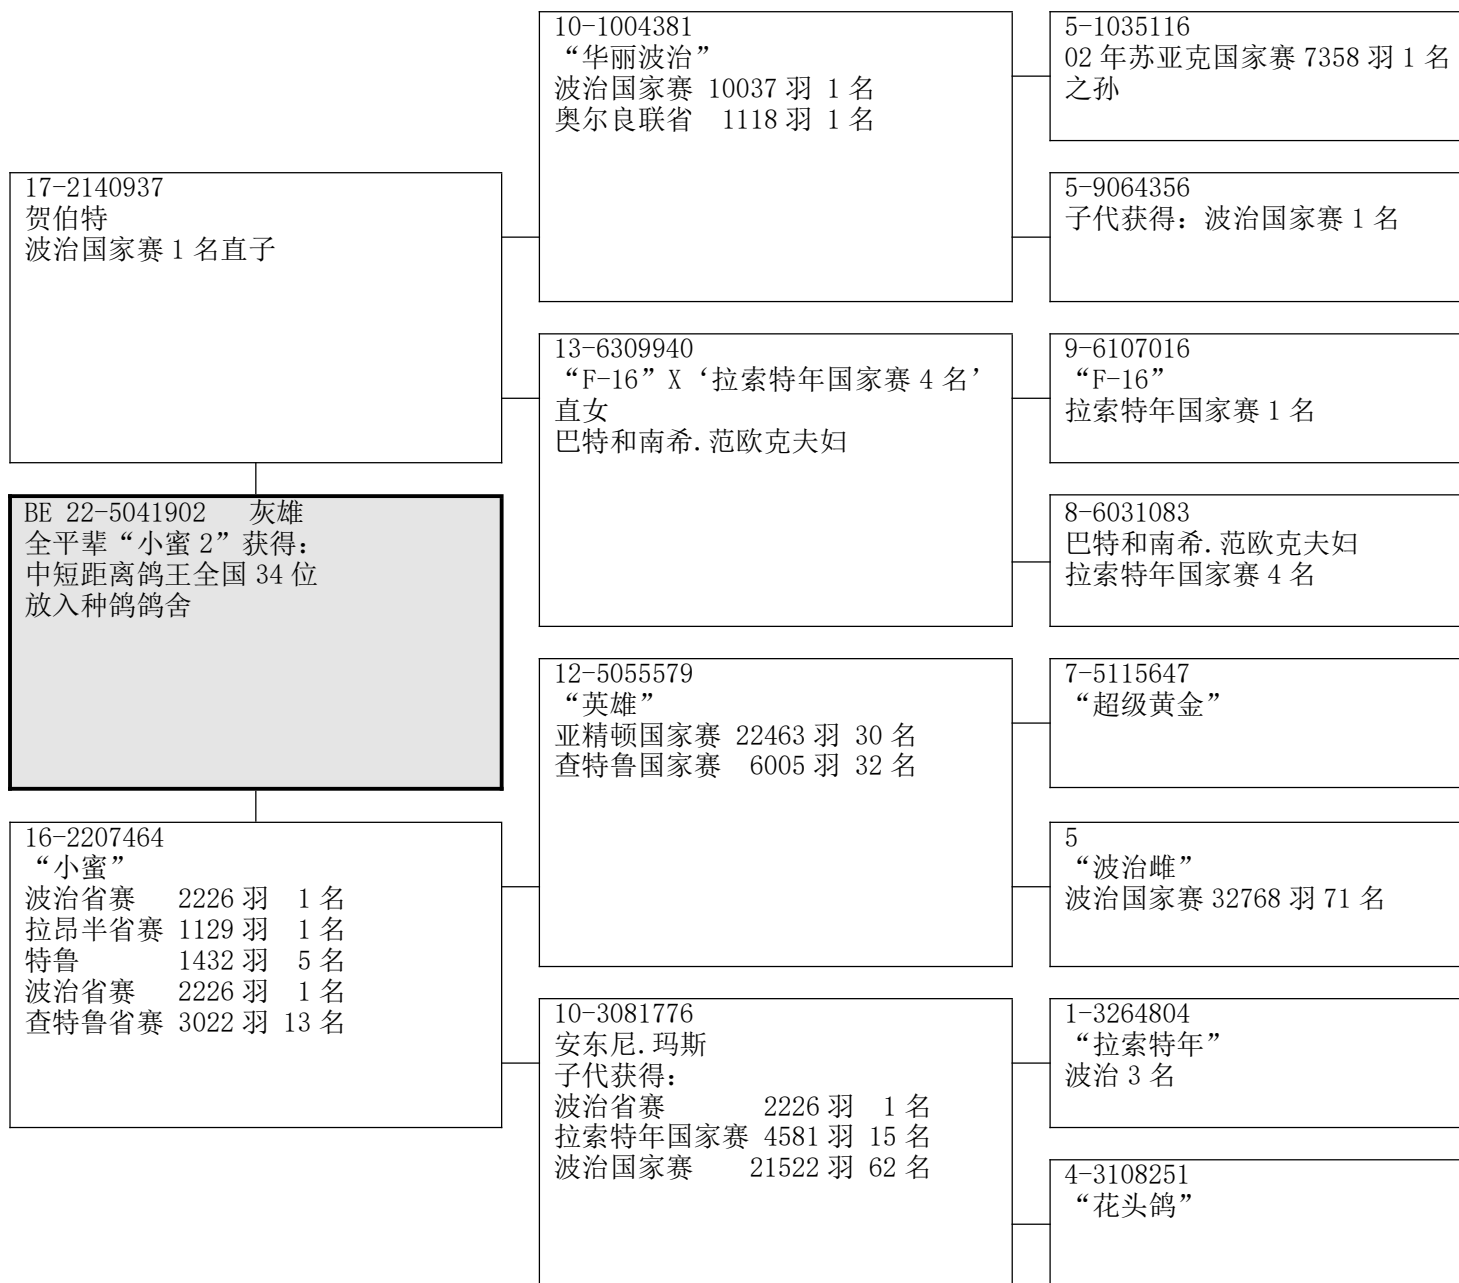 17-2140937
贺伯特
波治国家赛 1 名直子
BE 22-5041902 灰雄
全平辈“小蜜 2”获得：
中短距离鸽王全国 34 位
放入种鸽鸽舍
16-2207464
“小蜜”
波治省赛 2226 羽 1 名
拉昂半省赛 1129 羽 1 名
特鲁 1432 羽 5 名
波治省赛 2226 羽 1 名
查特鲁省赛 3022 羽 13 名
10-1004381
“华丽波治”
波治国家赛 10037 羽 1 名
奥尔良联省 1118 羽 1 名
13-6309940
“F-16”X‘拉索特年国家赛 4 名’
直女
巴特和南希.范欧克夫妇
12-5055579
“英雄”
亚精顿国家赛 22463 羽 30 名
查特鲁国家赛 6005 羽 32 名
10-3081776
安东尼.玛斯
子代获得：
波治省赛 2226 羽 1 名
拉索特年国家赛 4581 羽 15 名
波治国家赛 21522 羽 62 名
5-1035116
02 年苏亚克国家赛 7358 羽 1 名
之孙
5-9064356
子代获得：波治国家赛 1 名
9-6107016
“F-16”
拉索特年国家赛 1 名
8-6031083
巴特和南希.范欧克夫妇
拉索特年国家赛 4 名
7-5115647
“超级黄金”
5
“波治雌”
波治国家赛 32768 羽 71 名
1-3264804
“拉索特年”
波治 3 名
4-3108251
“花头鸽”